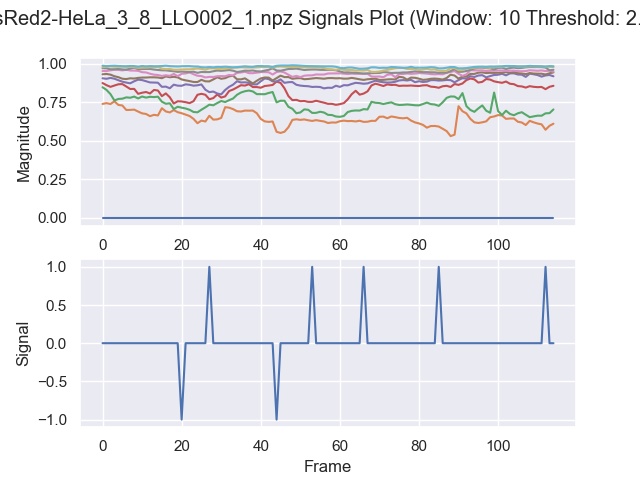 sRed2-HeLa_3_8_LLO002_1.npz Signals Plot (Window: 10 Threshold: 2.
1.00
0.75
0.50
0.25
0.00
Magnitude
0 20 40 60 80 100
1.0
0.5
0.0
−0.5
−1.0
Signal
0 20 40 60 80 100
Frame